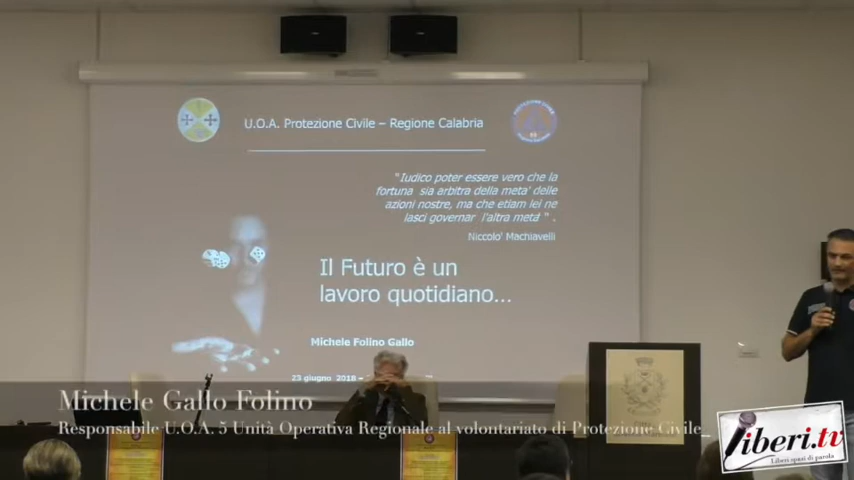 U.O.A. Protezione Civile – Regione Calabria
"Iudico poter essere vero che la
fortuna sia arbitra della meta' delle
azioni nostre, ma che etiam lei ne
lasci governar l'altra metá " .
Niccolo' Machiavelli
Il Futuro è un
lavoro quotidiano...
Michele Folino Gallo
23 giugno 2018 –
Michele Gallo Folino
Responsabile U.O.A. 5 Unità Operativa Regionale al volontariato di Protezione Civile_
liberi.tv
Liberi spazi di parola